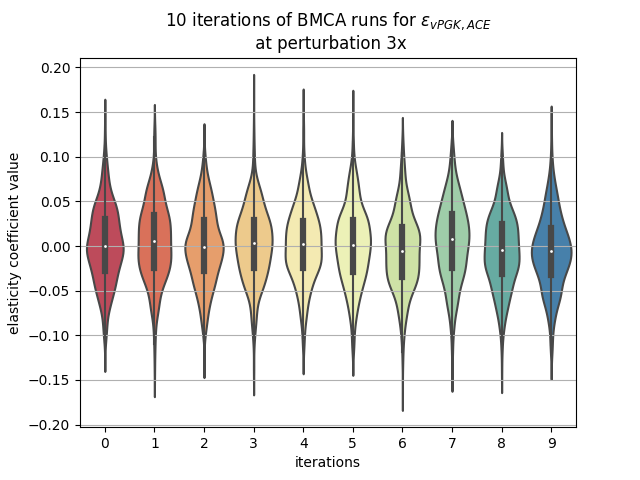 10 iterations of BMCA runs for ε_{vPGK, ACE}
at perturbation 3x
0.20
0.15
0.10
0.05
0.00
−0.05
−0.10
−0.15
−0.20
elasticity coefficient value
0 1 2 3 4 5 6 7 8 9
iterations